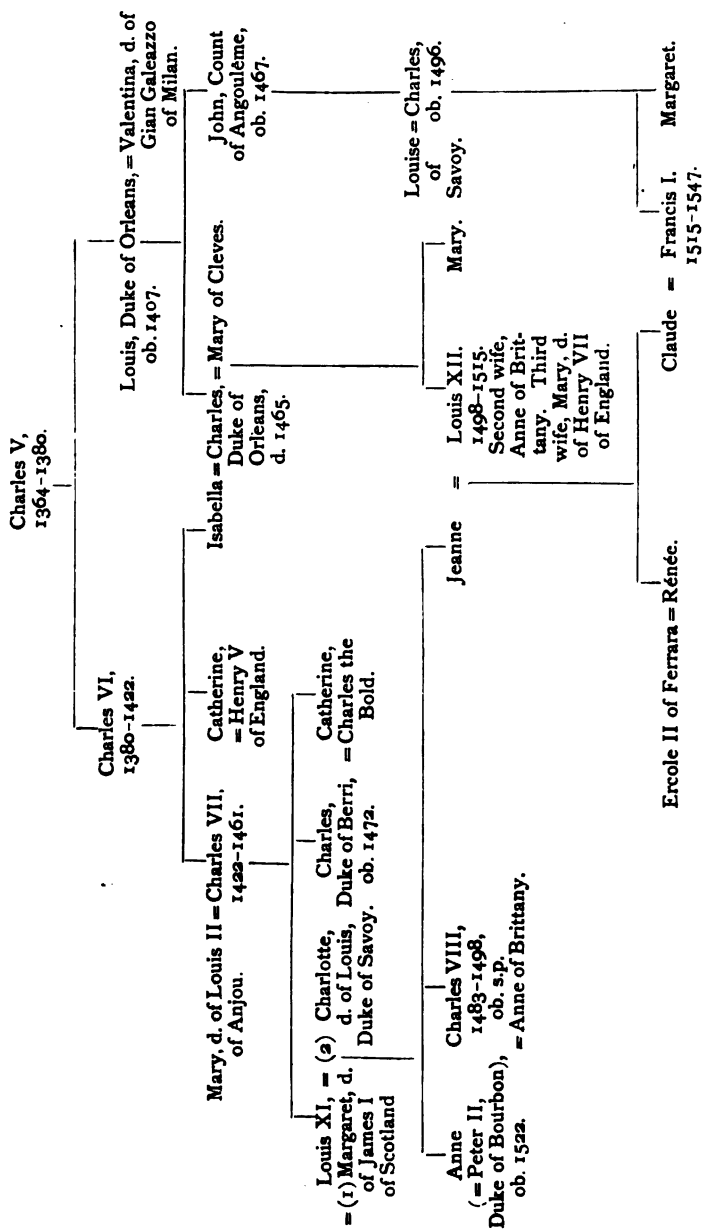 Charles V,
1364–1380.
Charles VI,
1380–1422.
Louis, Duke of Orleans, = Valentina, d. of
ob. 1407.
Gian Galeazzo
of Milan.
Mary, d. of Louis II = Charles VII,
of Anjou.
1422–1461.
Catherine,
= Henry V
of England.
Isabella = Charles, = Mary of Cleves.
Duke of
Orleans,
d. 1465.
John, Count
of Angoulême,
ob. 1467.
Louis XI, = (2)
= (1) Margaret, d.
of James I
of Scotland
Charlotte,
d. of Louis,
Duke of Savoy.
Charles,
Duke of Berri,
ob. 1472.
Catherine,
= Charles the
Bold.
Louise = Charles,
of
ob. 1496.
Savoy.
Anne
(= Peter II,
Duke of Bourbon),
ob. 1522.
Charles VIII,
1483–1498,
ob. s.p.
= Anne of Brittany.
Jeanne = Louis XII.
1498–1515.
Second wife,
Anne of Brit-
tany. Third
wife, Mary, d.
of Henry VII
of England.
Mary.
Ercole II of Ferrara = Rénée.
Claude = Francis I.
1515–1547.
Margaret.